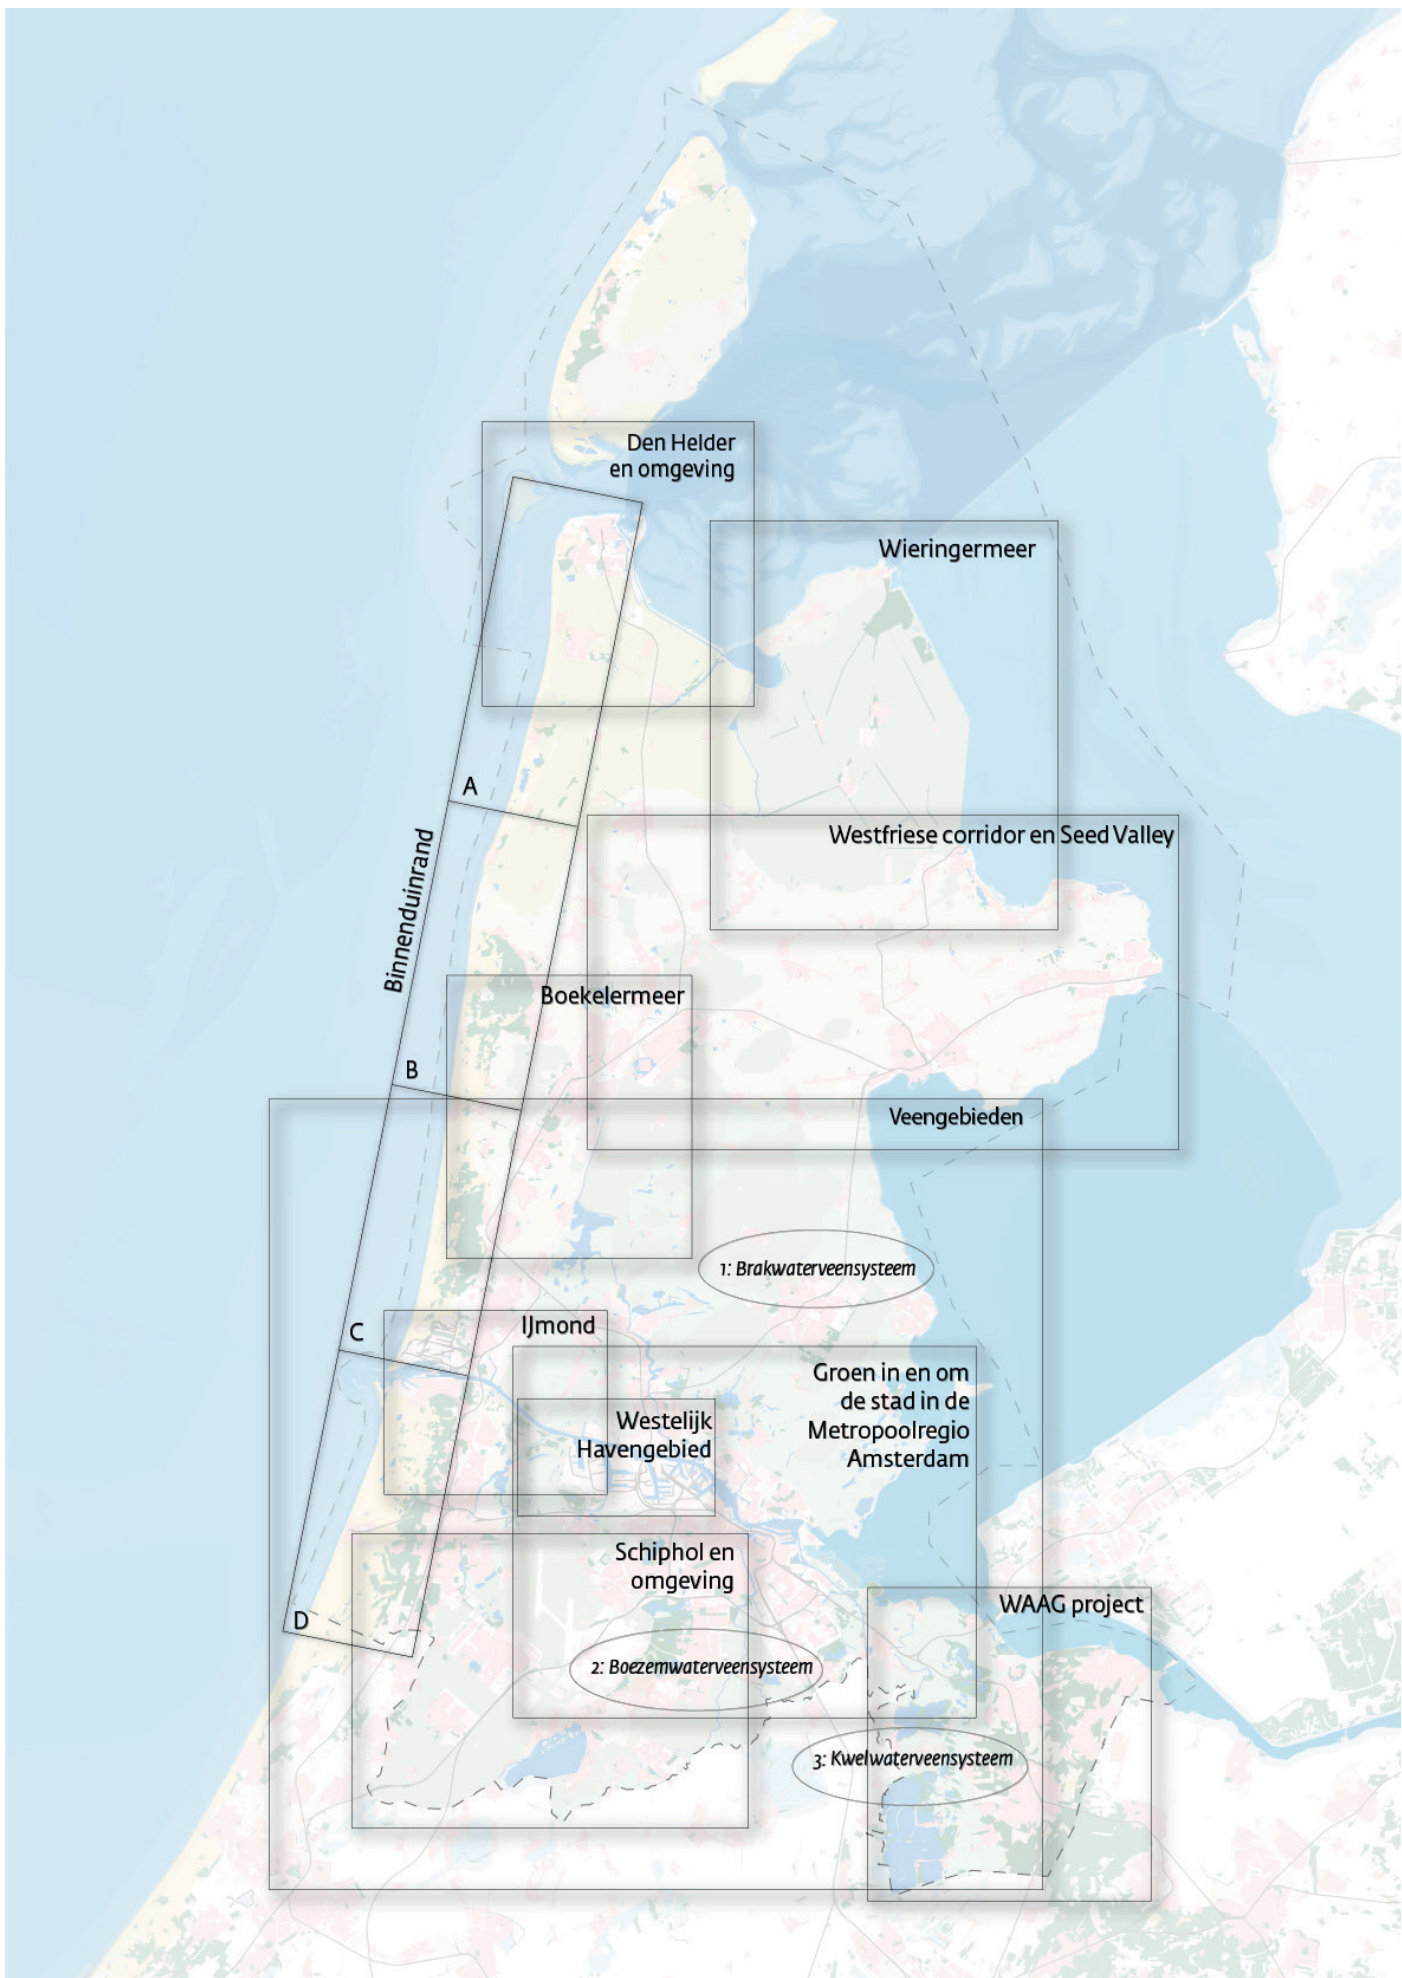 Den Helder
en omgeving
Wieringermeer
A
Westfriese corridor en Seed Valley
Binnenduinrand
Boekelermeer
B
Veengebieden
1: Brakwaterveensysteem
IJmond
C
Groen in en om
de stad in de
Metropoolregio
Amsterdam
Westelijk
Havengebied
Schiphol en
omgeving
WAAG project
D
2: Boezemwaterveensysteem
3: Kwelwaterveensysteem